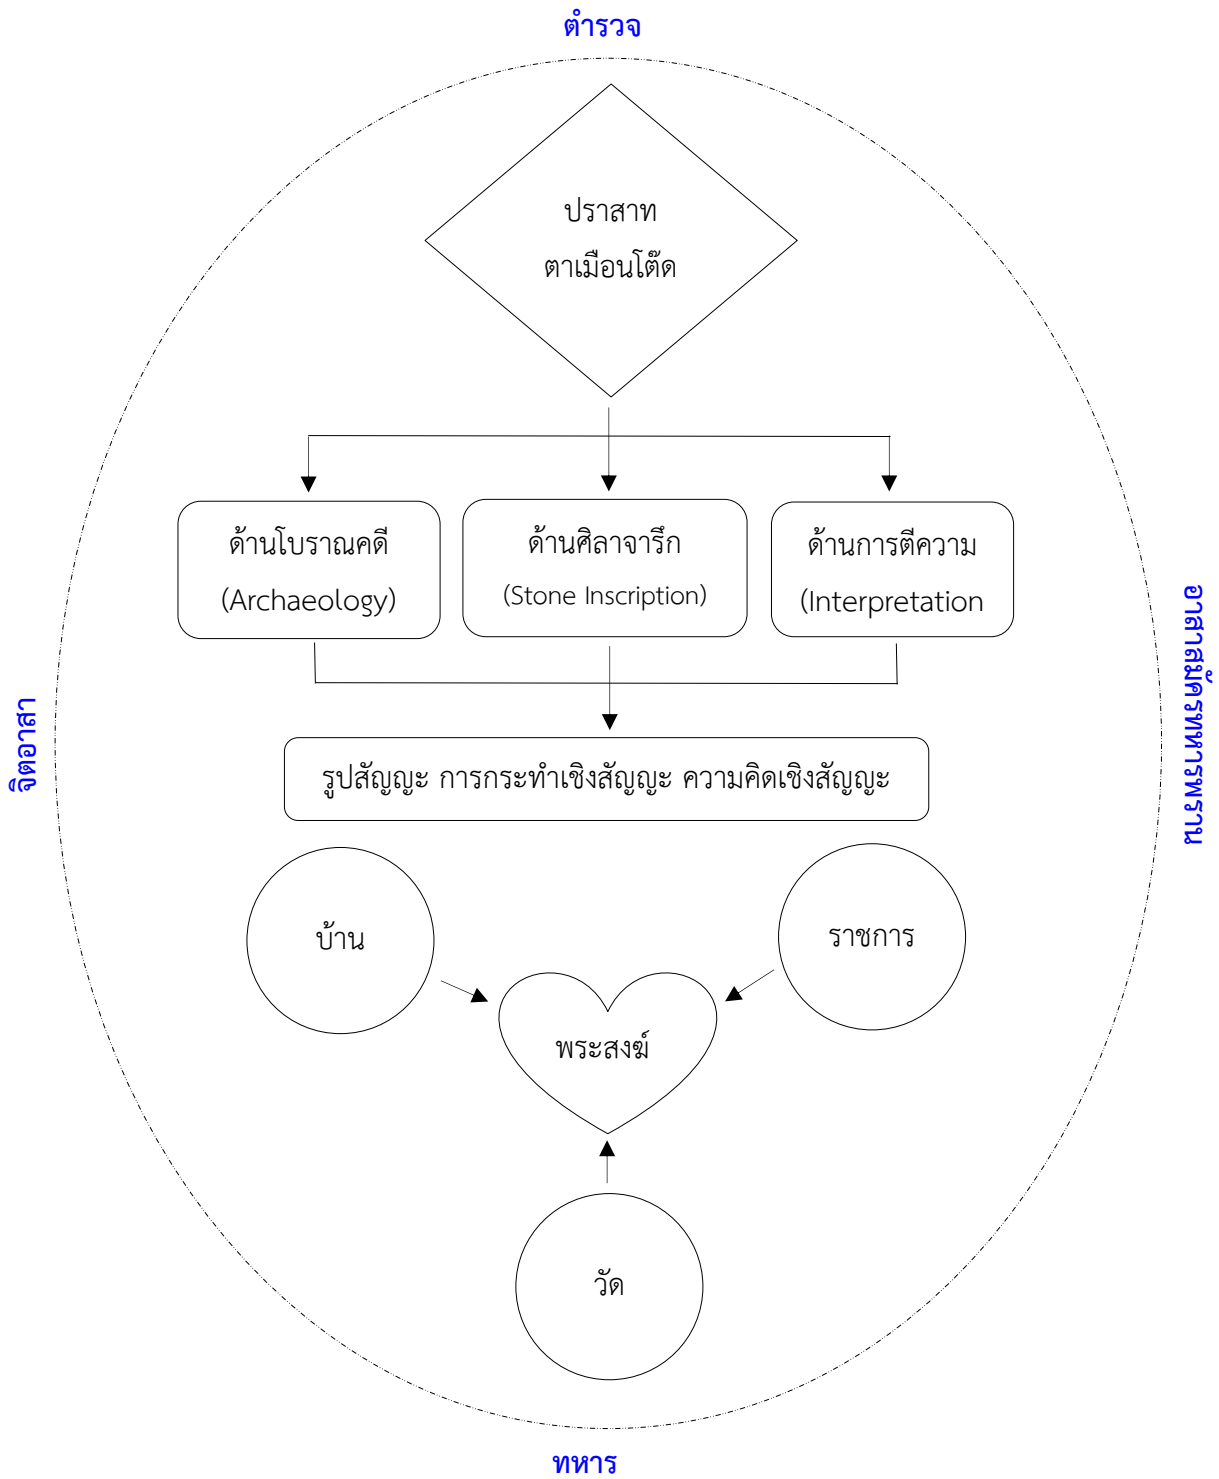 ตำรวจ
ปราสาท
ตาเมือนโต๊ด
ด้านโบราณคดี
(Archaeology)
ด้านศิลาจารึก
(Stone Inscription)
ด้านการตีความ
(Interpretation
อาสาสมัครทหารพราน
จิตอาสา
รูปสัญญะ การกระทำเชิงสัญญะ ความคิดเชิงสัญญะ
บ้าน
ราชการ
พระสงฆ์
วัด
ทหาร